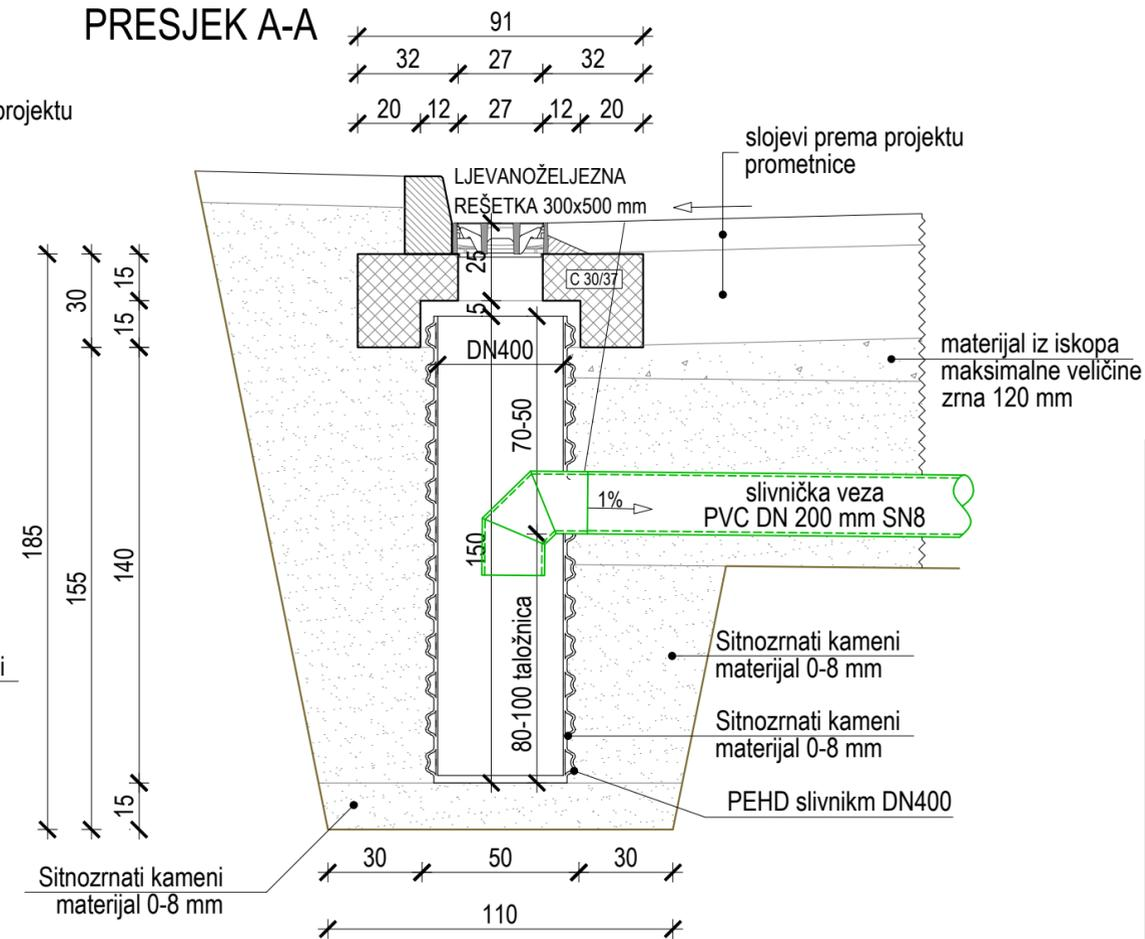 PRESJEK A-A
91
32 27 32
20 12 27 12 20
projektu
slojevi prema projektu
prometnice
LJEVANOŽELJEZNA
REŠETKA 300x500 mm
25
C 30/37
5
DN400
materijal iz iskopa
maksimalne veličine
zrna 120 mm
70-50
1%
slivnička veza
PVC DN 200 mm SN8
150
80-100 taložnica
185
30
155
15
15
140
15
i
Sitnozrnati kameni
materijal 0-8 mm
Sitnozrnati kameni
materijal 0-8 mm
PEHD slivnikm DN400
Sitnozrnati kameni
materijal 0-8 mm
30 50 30
110